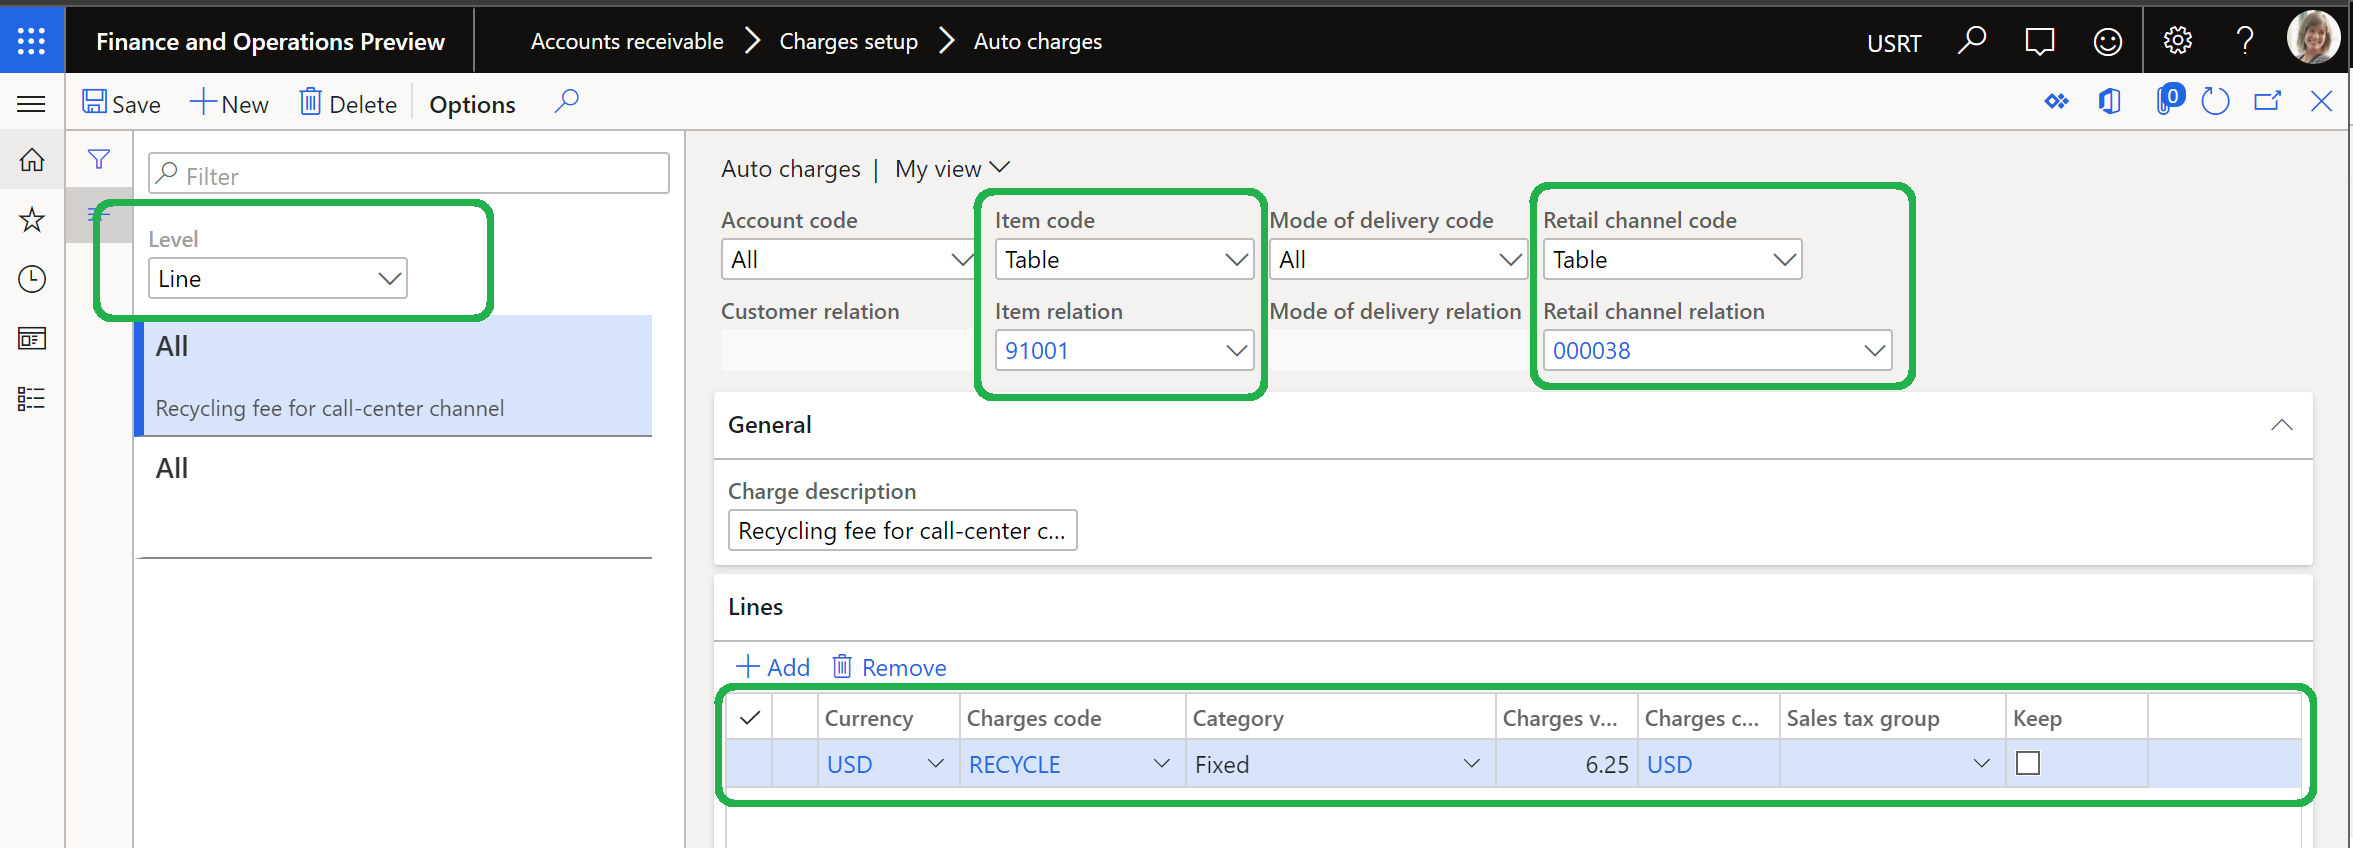 Finance and Operations Preview
Accounts receivable
Charges setup
Auto charges
USRT
?
Save
New
Delete
Options
0
Filter
Level
Line
All
Recycling fee for call-center channel
All
Auto charges | My view
Account code
Item code
Mode of delivery code
Retail channel code
All
Table
All
Table
Customer relation
Item relation
Mode of delivery relation
Retail channel relation
91001
000038
General
Charge description
Recycling fee for call-center c...
Lines
Add
Remove
Currency
Charges code
Category
Charges v...
Charges c...
Sales tax group
Keep
USD
RECYCLE
Fixed
6.25
USD